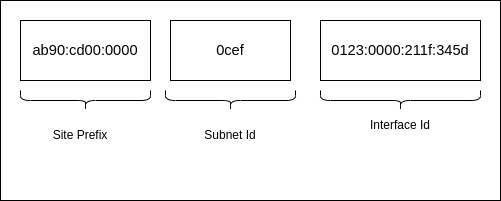 ab90:cd00:0000
0cef
0123:0000:211f:345d
Site Prefix
Subnet Id
Interface Id